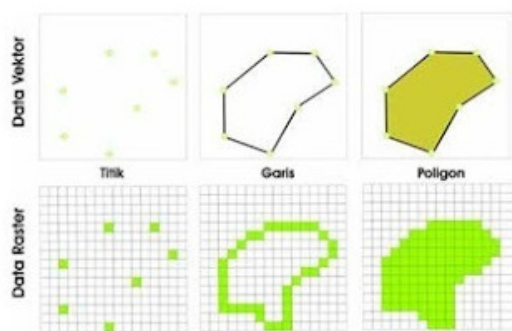 Data Vektor
Titik
Garis
Poligon
Data Raster